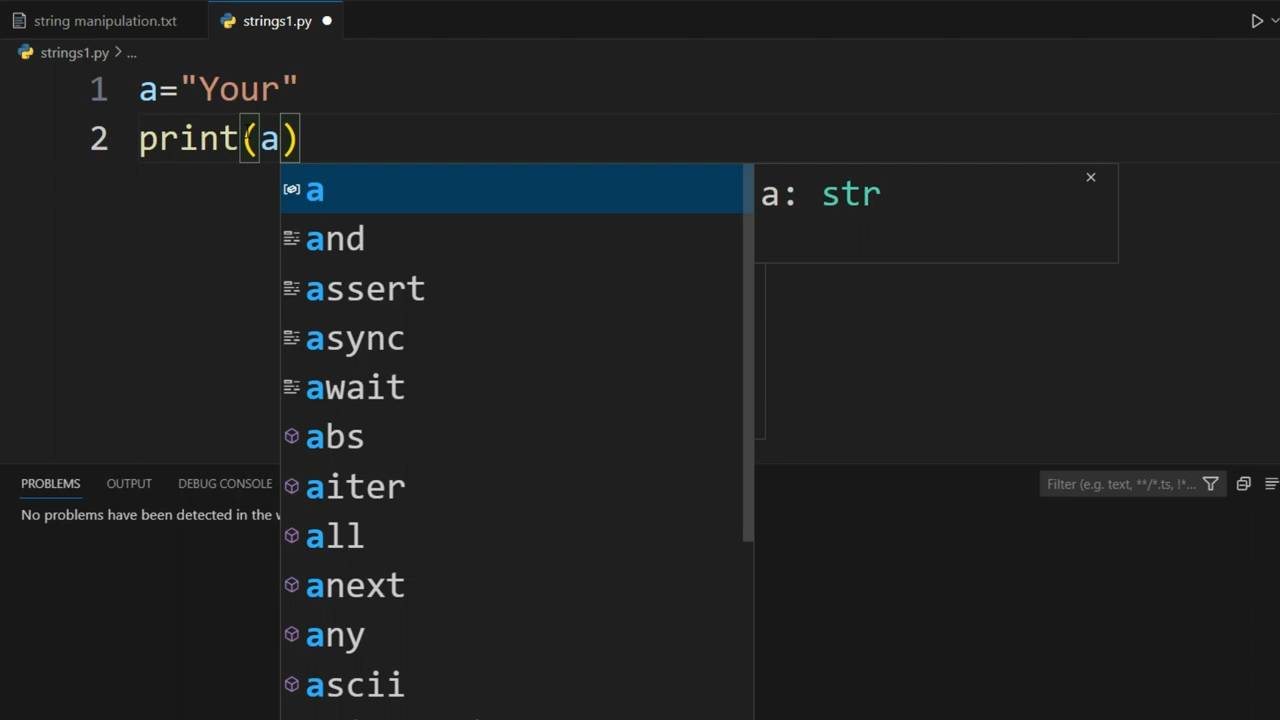 string manipulation.txt strings1.py
strings1.py > ...
1 a="Your"
2 print(a)
a
a: str
and
assert
async
await
abs
aiter
all
anext
any
ascii
PROBLEMS OUTPUT DEBUG CONSOLE
Filter (e.g. text, **/*.ts, !*...
No problems have been detected in the